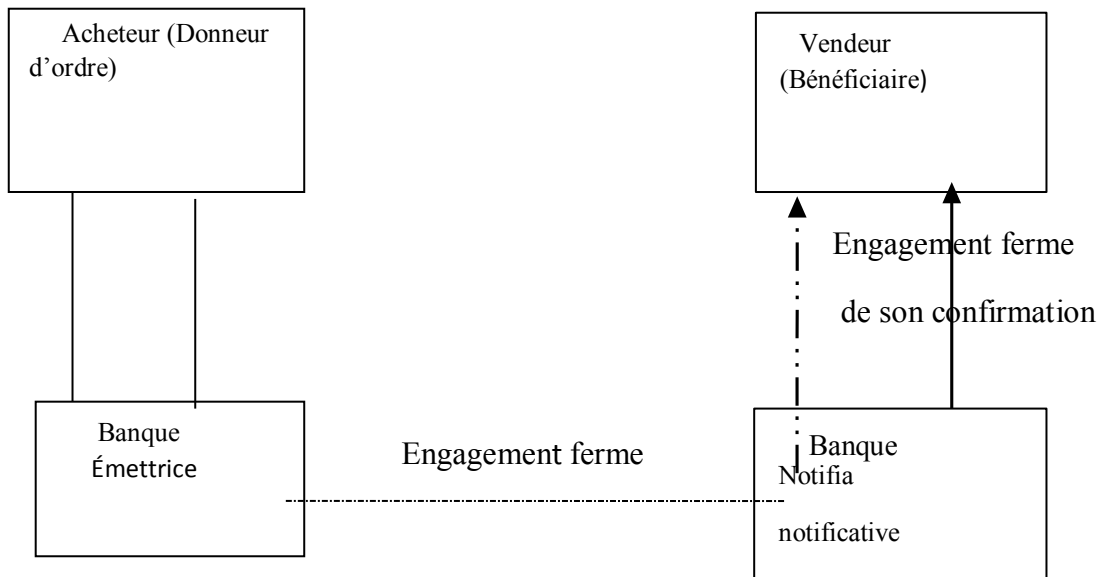 Acheteur (Donneur
d’ordre)
Vendeur
(Bénéficiaire)
Engagement ferme
de son confirmation
Banque
Émettrice
Engagement ferme
Banque
Notifia
notificative